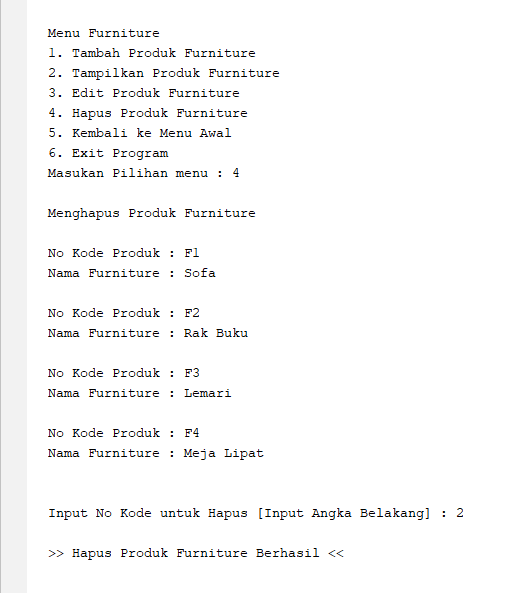 Menu Furniture
1. Tambah Produk Furniture
2. Tampilkan Produk Furniture
3. Edit Produk Furniture
4. Hapus Produk Furniture
5. Kembali ke Menu Awal
6. Exit Program
Masukan Pilihan menu : 4
Menghapus Produk Furniture
No Kode Produk : F1
Nama Furniture : Sofa
No Kode Produk : F2
Nama Furniture : Rak Buku
No Kode Produk : F3
Nama Furniture : Lemari
No Kode Produk : F4
Nama Furniture : Meja Lipat
Input No Kode untuk Hapus [Input Angka Belakang] : 2
>> Hapus Produk Furniture Berhasil <<